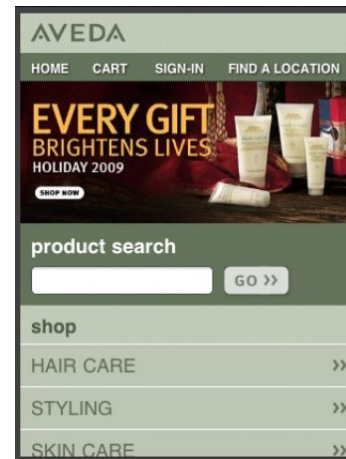 AVEDA
HOME CART SIGN-IN FIND A LOCATION
EVERY GIFT
BRIGHTENS LIVES
HOLIDAY 2009
SHOP NOW
product search
GO >>
shop
HAIR CARE >>
STYLING >>
SKIN CARE >>